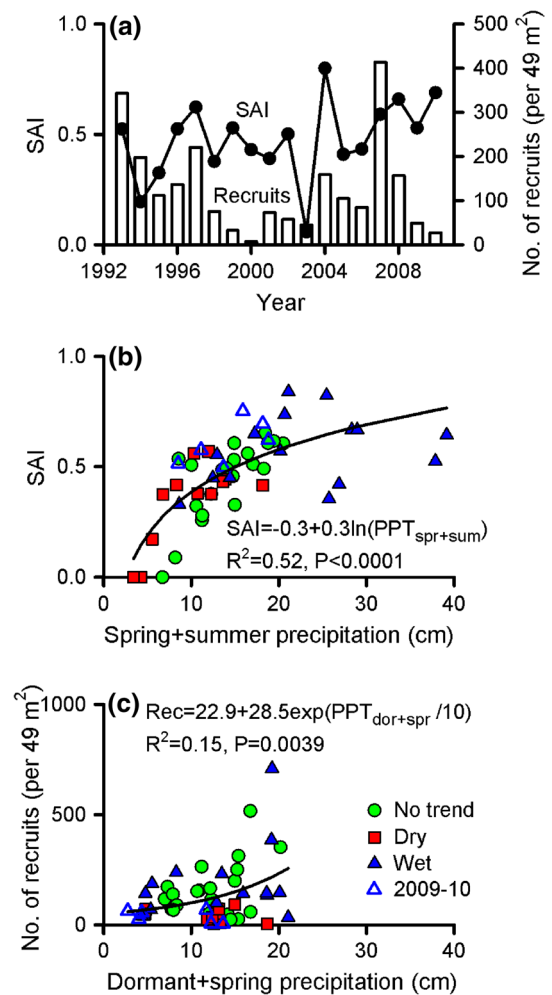 (a)
1.0
0.5
0.0
SAI
500
400
300
200
100
0
No. of recruits (per 49 m²)
SAI
Recruits
1992 1996 2000 2004 2008
Year
(b)
1.0
0.5
0.0
SAI
SAI=-0.3+0.3ln(PPTspr+sum)
R²=0.52, P<0.0001
0 10 20 30 40
Spring+summer precipitation (cm)
(c)
1000
500
0
No. of recruits (per 49 m²)
Rec=22.9+28.5exp(PPTdor+spr /10)
R²=0.15, P=0.0039
No trend
Dry
Wet
2009-10
0 10 20 30 40
Dormant+spring precipitation (cm)